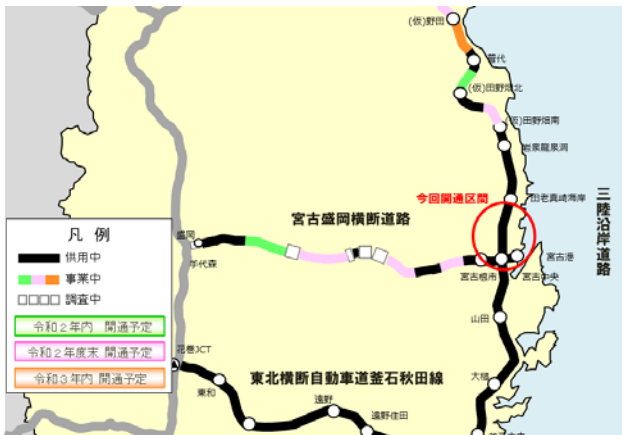 (仮)野田
普代
(仮)田野畑北
(仮)田野畑南
岩泉龍泉洞
今回開通区間
田老真崎海岸
三陸沿岸道路
宮古盛岡横断道路
凡 例
供用中
事業中
調査中
令和2年内 開通予定
令和2年度末 開通予定
令和3年内 開通予定
盛岡
手代森
宮古港
宮古根市
宮古中央
山田
花巻JCT
東北横断自動車道釜石秋田線
大槌
東和
遠野
遠野住田